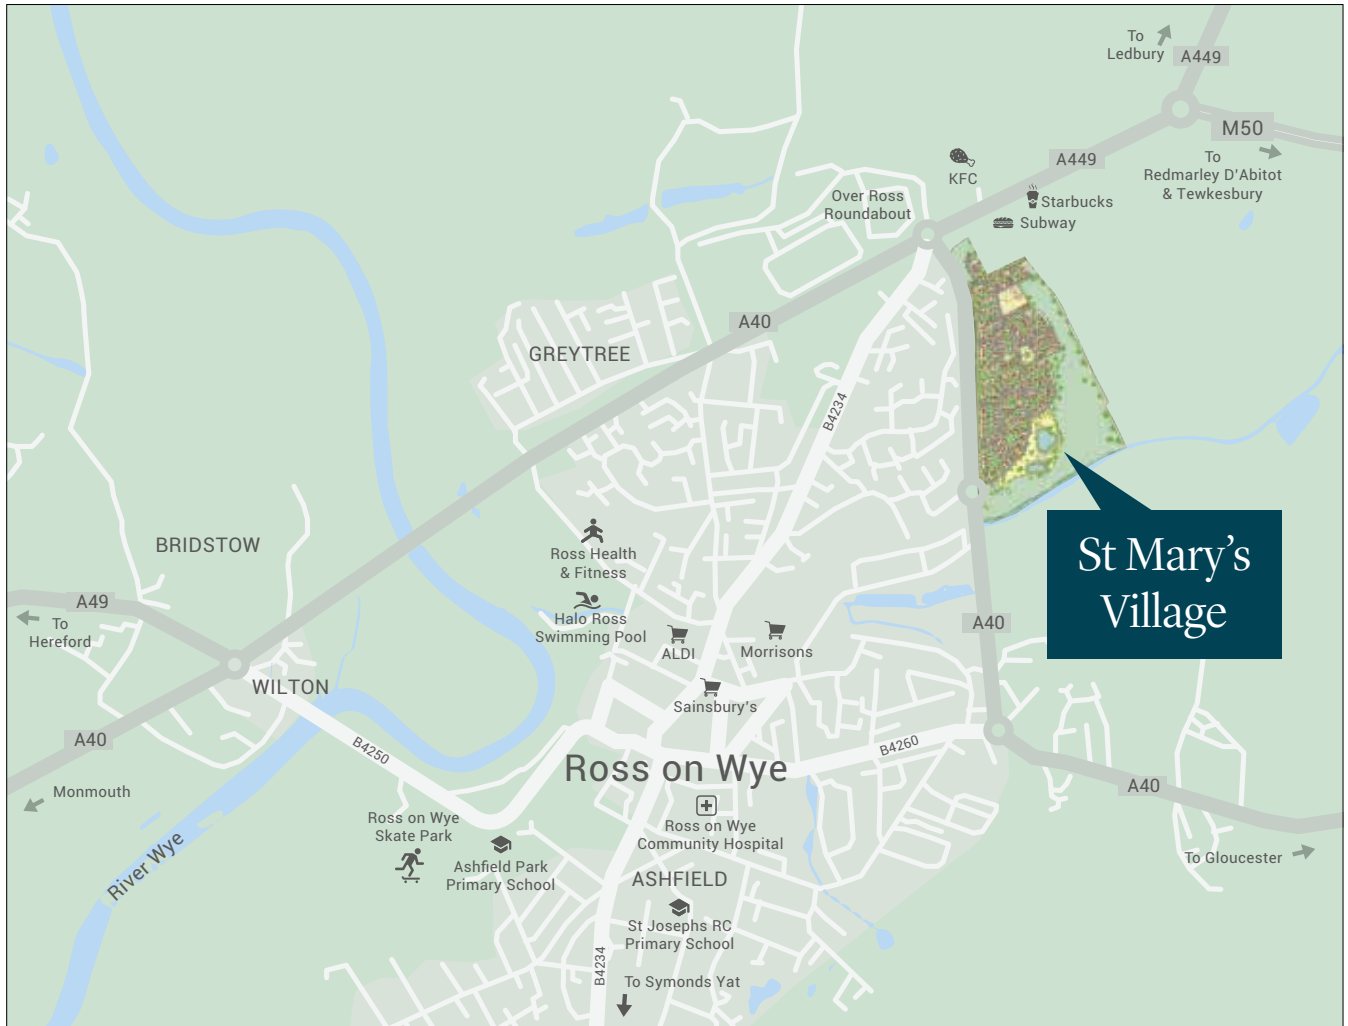 To
Ledbury
A449
M50
To
Redmarley D'Abitot
& Tewkesbury
A449
KFC
Starbucks
Subway
Over Ross
Roundabout
A40
GREYTREE
B4234
BRIDSTOW
St Mary's
Village
Ross Health
& Fitness
A49
To
Hereford
Halo Ross
Swimming Pool
ALDI
Morrisons
A40
WILTON
Sainsbury's
A40
B4250
B4260
Ross on Wye
Monmouth
A40
Ross on Wye
Skate Park
Ross on Wye
Community Hospital
To Gloucester
River Wye
Ashfield Park
Primary School
ASHFIELD
St Josephs RC
Primary School
B4234
To Symonds Yat